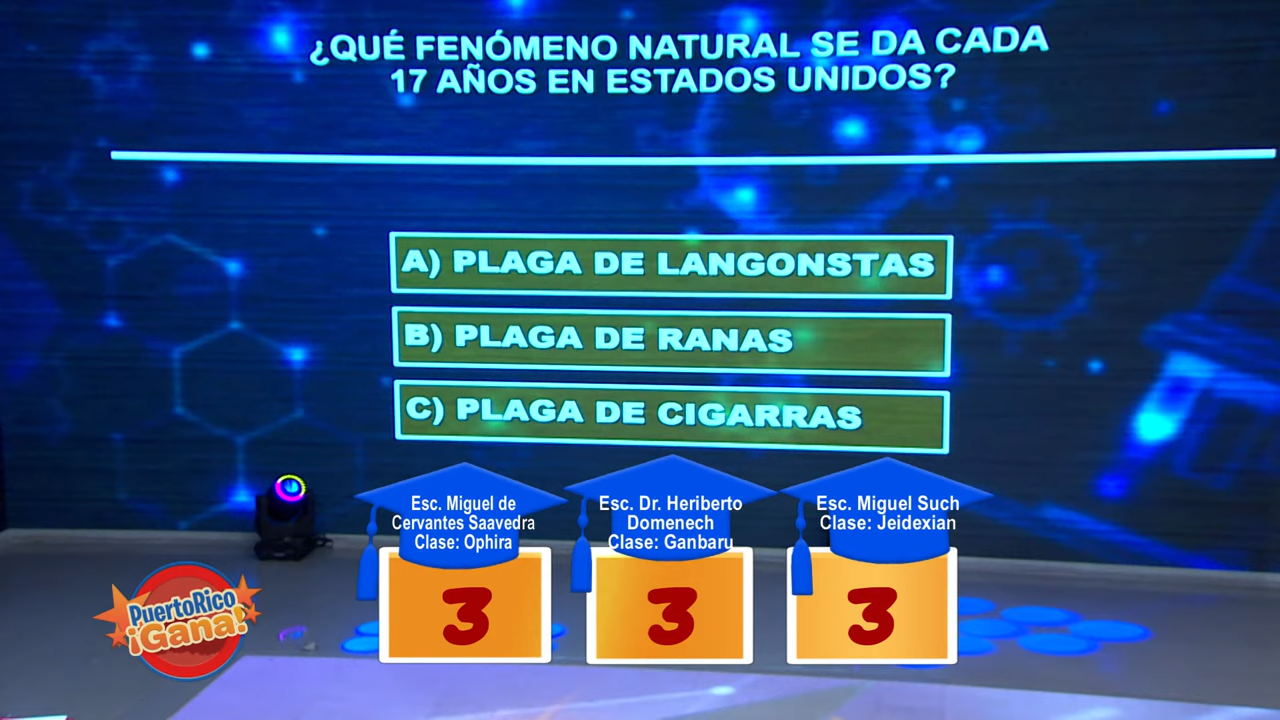 ¿QUÉ FENÓMENO NATURAL SE DA CADA
17 AÑOS EN ESTADOS UNIDOS?
A) PLAGA DE LANGONSTAS
B) PLAGA DE RANAS
C) PLAGA DE CIGARRAS
Esc. Miguel de
Cervantes Saavedra
Clase: Ophira
3
Esc. Dr. Heriberto
Domenech
Clase: Ganbaru
3
Esc. Miguel Such
Clase: Jeidexian
3
PuertoRico
¡Gana!